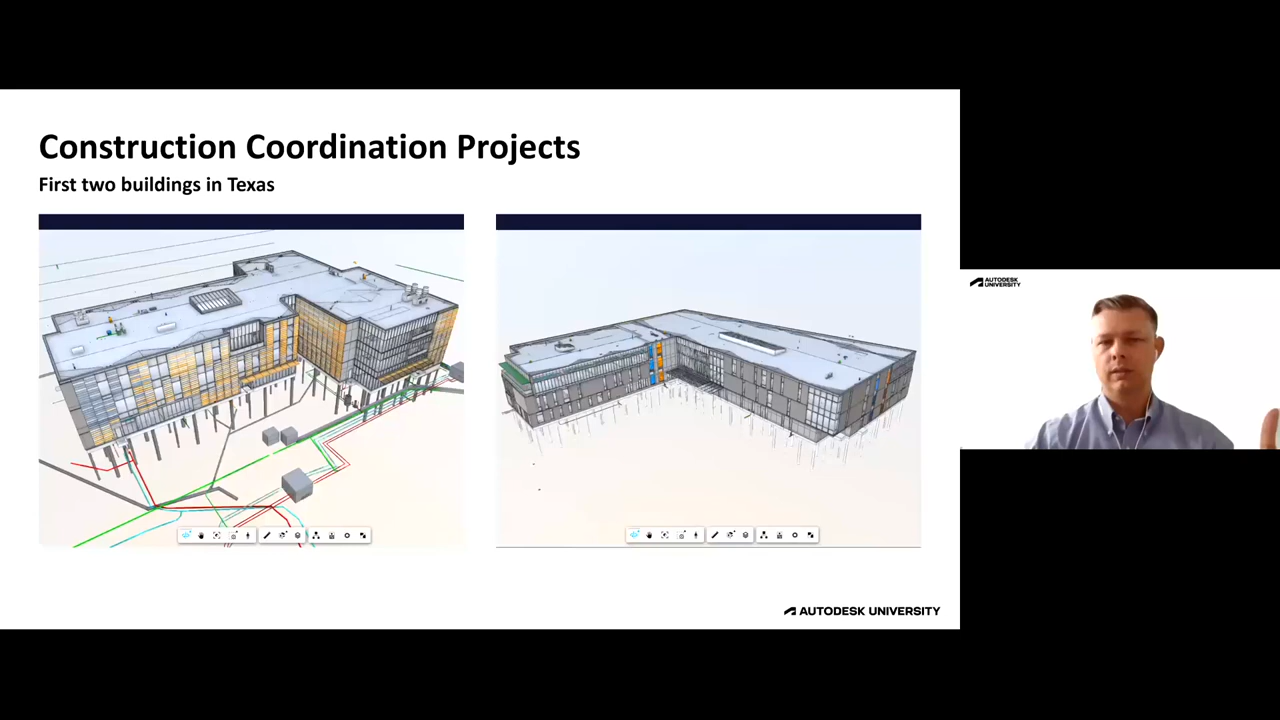 Construction Coordination Projects
First two buildings in Texas
AUTODESK UNIVERSITY
AUTODESK
UNIVERSITY